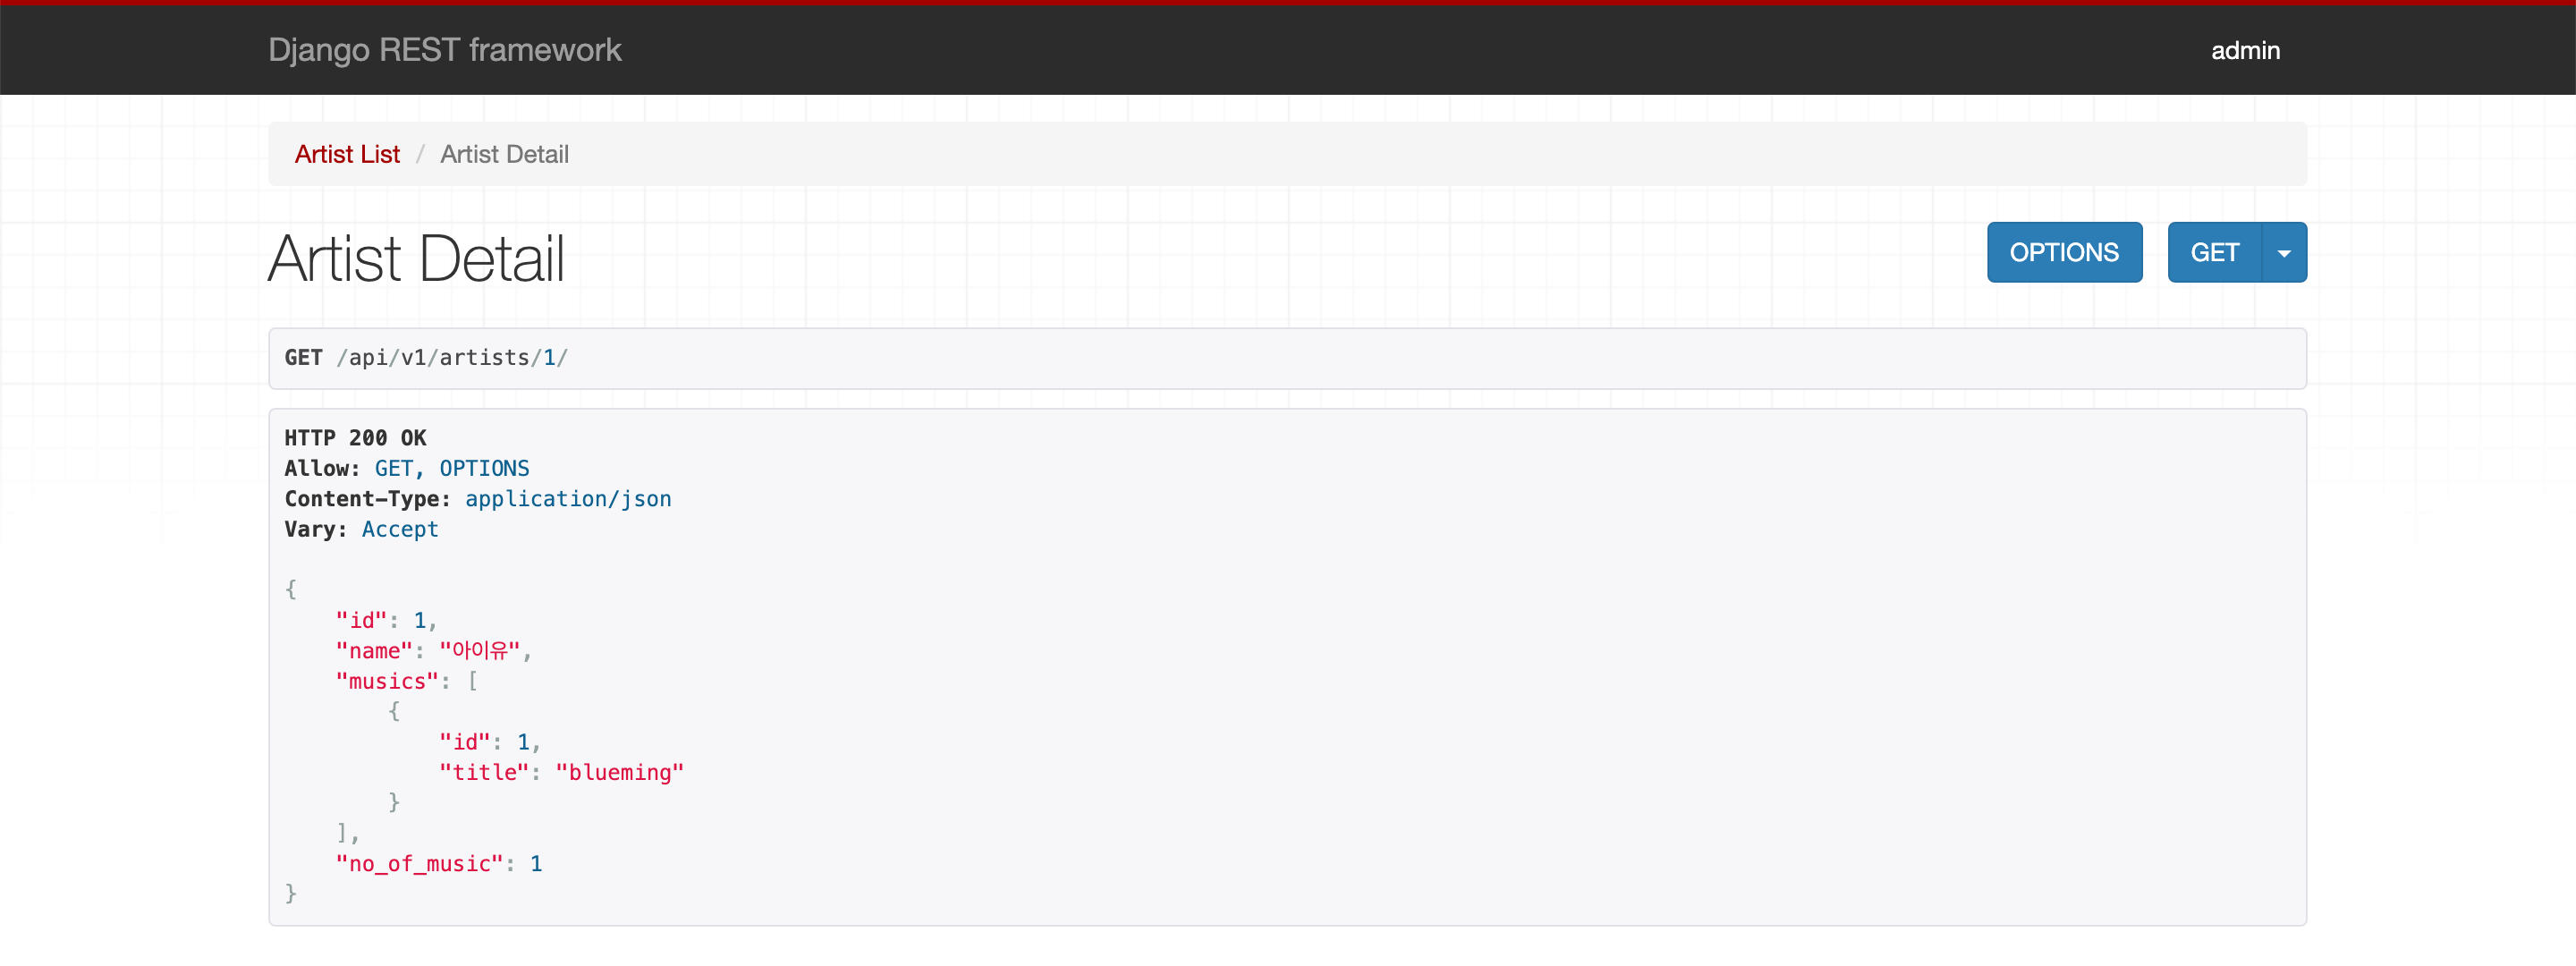 Django REST framework
admin
Artist List / Artist Detail
Artist Detail
OPTIONS
GET
GET /api/v1/artists/1/
HTTP 200 OK
Allow: GET, OPTIONS
Content-Type: application/json
Vary: Accept
{
    "id": 1,
    "name": "아이유",
    "musics": [
        {
            "id": 1,
            "title": "blueming"
        }
    ],
    "no_of_music": 1
}